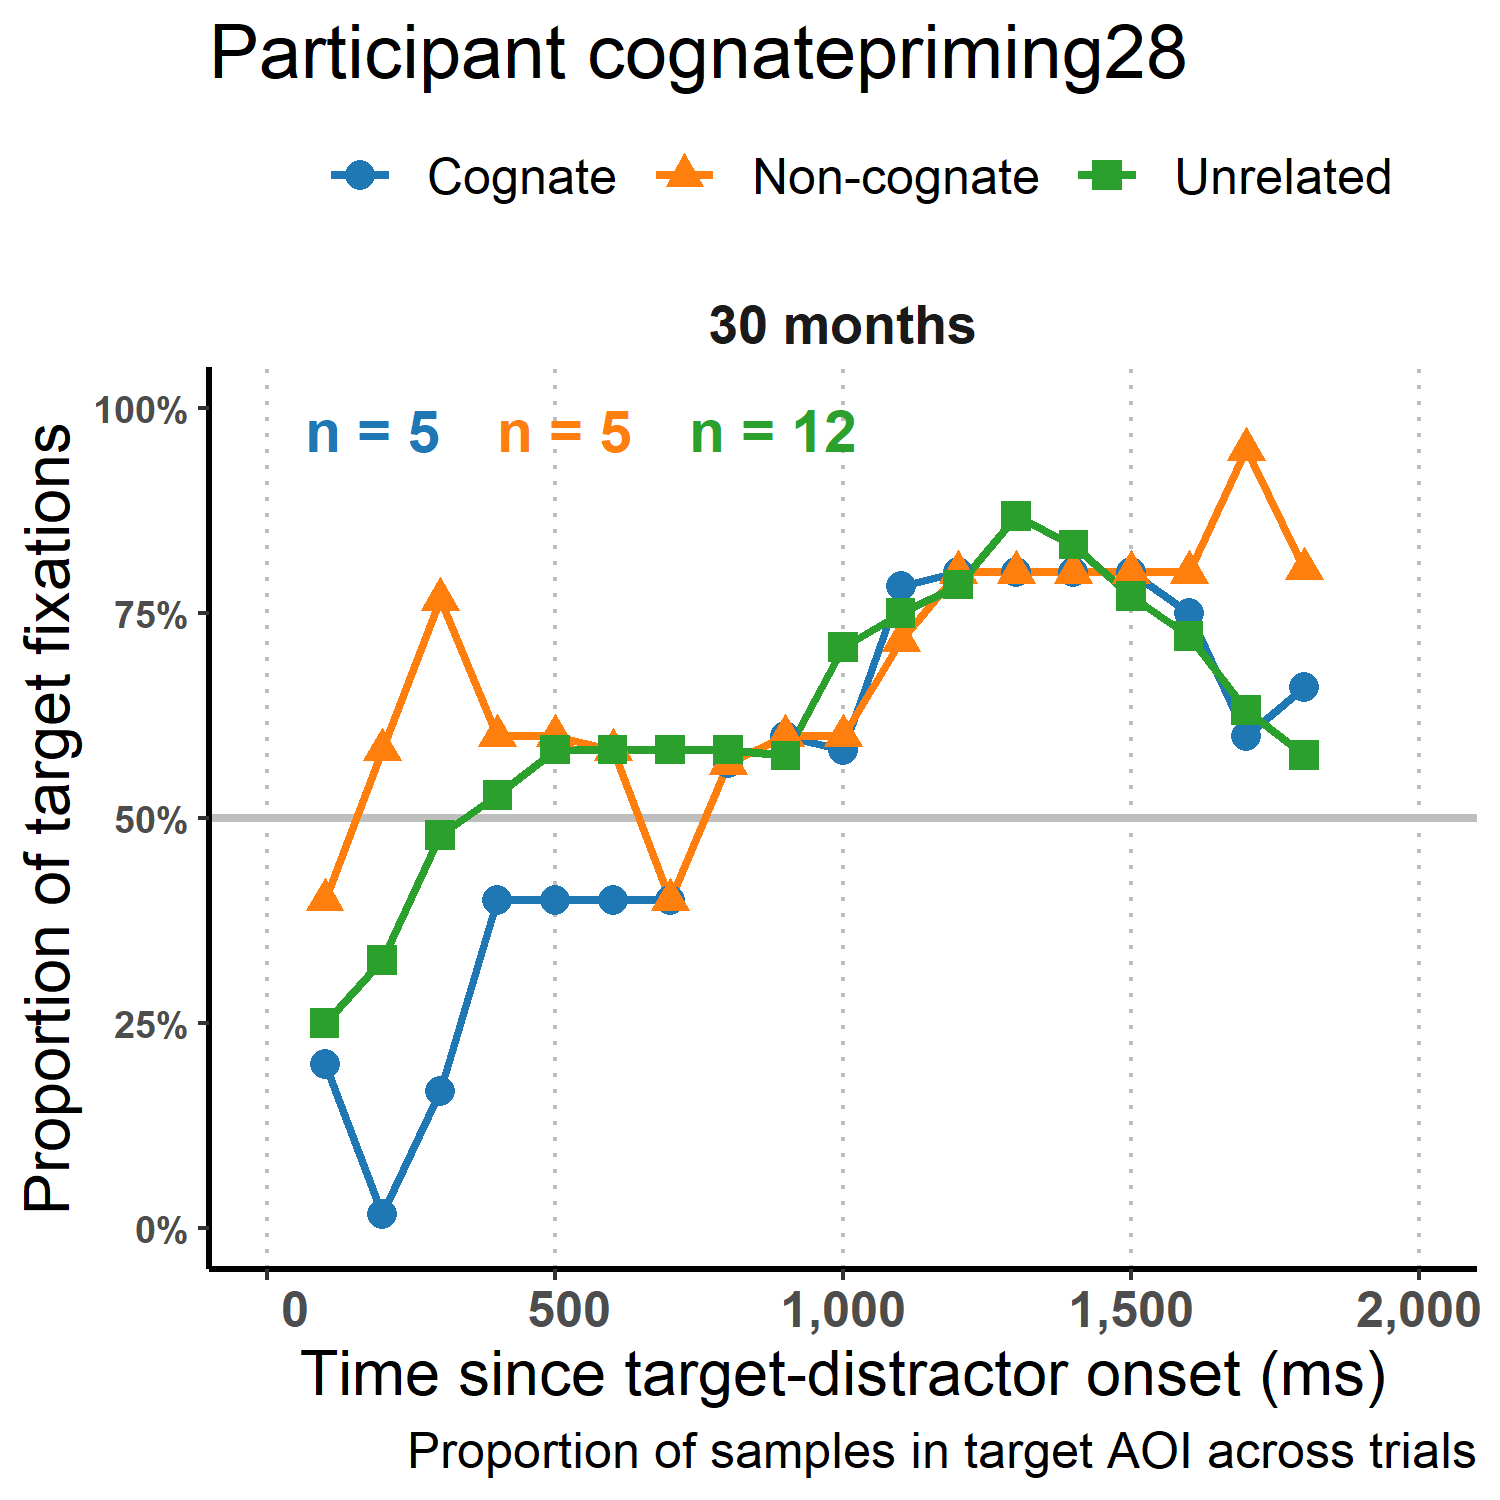 Participant cognatepriming28
Cognate Non-cognate Unrelated
30 months
n = 5 n = 5 n = 12
Proportion of target fixations
100%
75%
50%
25%
0%
0 500 1,000 1,500 2,000
Time since target-distractor onset (ms)
Proportion of samples in target AOI across trials